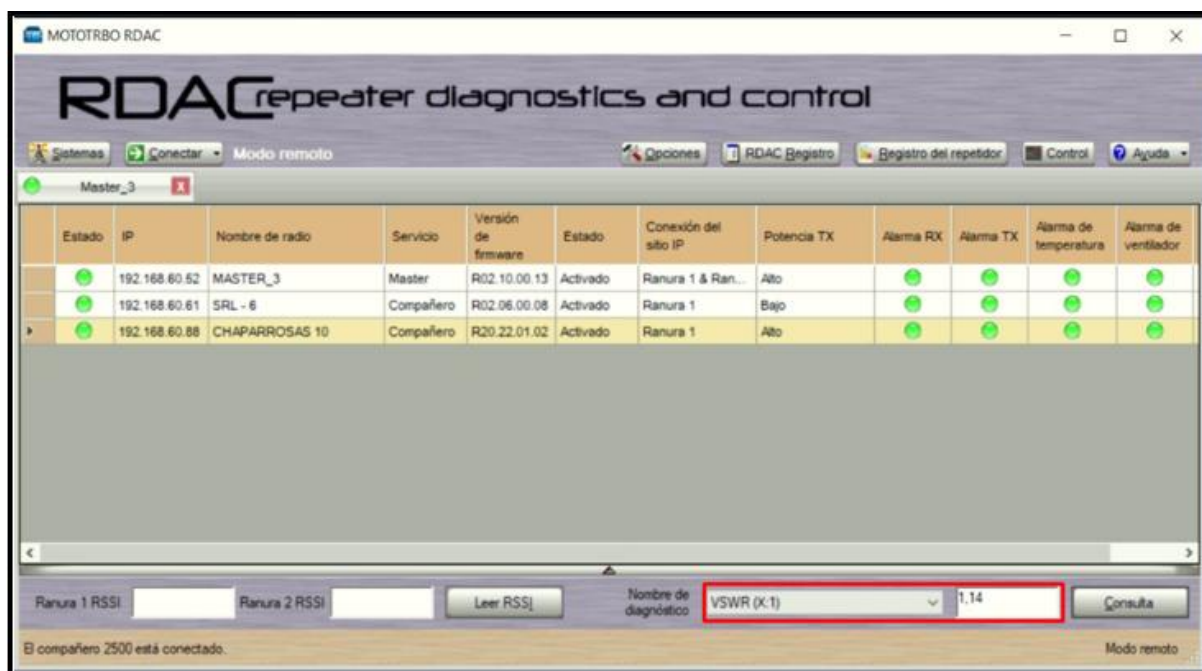 MOTOTRBO RDAC
RDAC repeater diagnostics and control
Sistemas Conectar Modo remoto Opciones RDAC Registro Registro del repetidor Control Ayuda
Master_3 X
Estado IP Nombre de radio Servicio Versión de firmware Estado Conexión del sitio IP Potencia TX Alarma RX Alarma TX Alarma de temperatura Alarma de ventilador
192.168.60.52 MASTER_3 Master R02.10.00.13 Activado Ranura 1 & Ran... Alto
192.168.60.61 SRL - 6 Compañero R02.06.00.08 Activado Ranura 1 Bajo
192.168.60.88 CHAPARROSAS 10 Compañero R20.22.01.02 Activado Ranura 1 Alto
Ranura 1 RSSI Ranura 2 RSSI Leer RSSI Nombre de diagnóstico VSWR (X:1) 1,14 Consulta
El compañero 2500 está conectado. Modo remoto